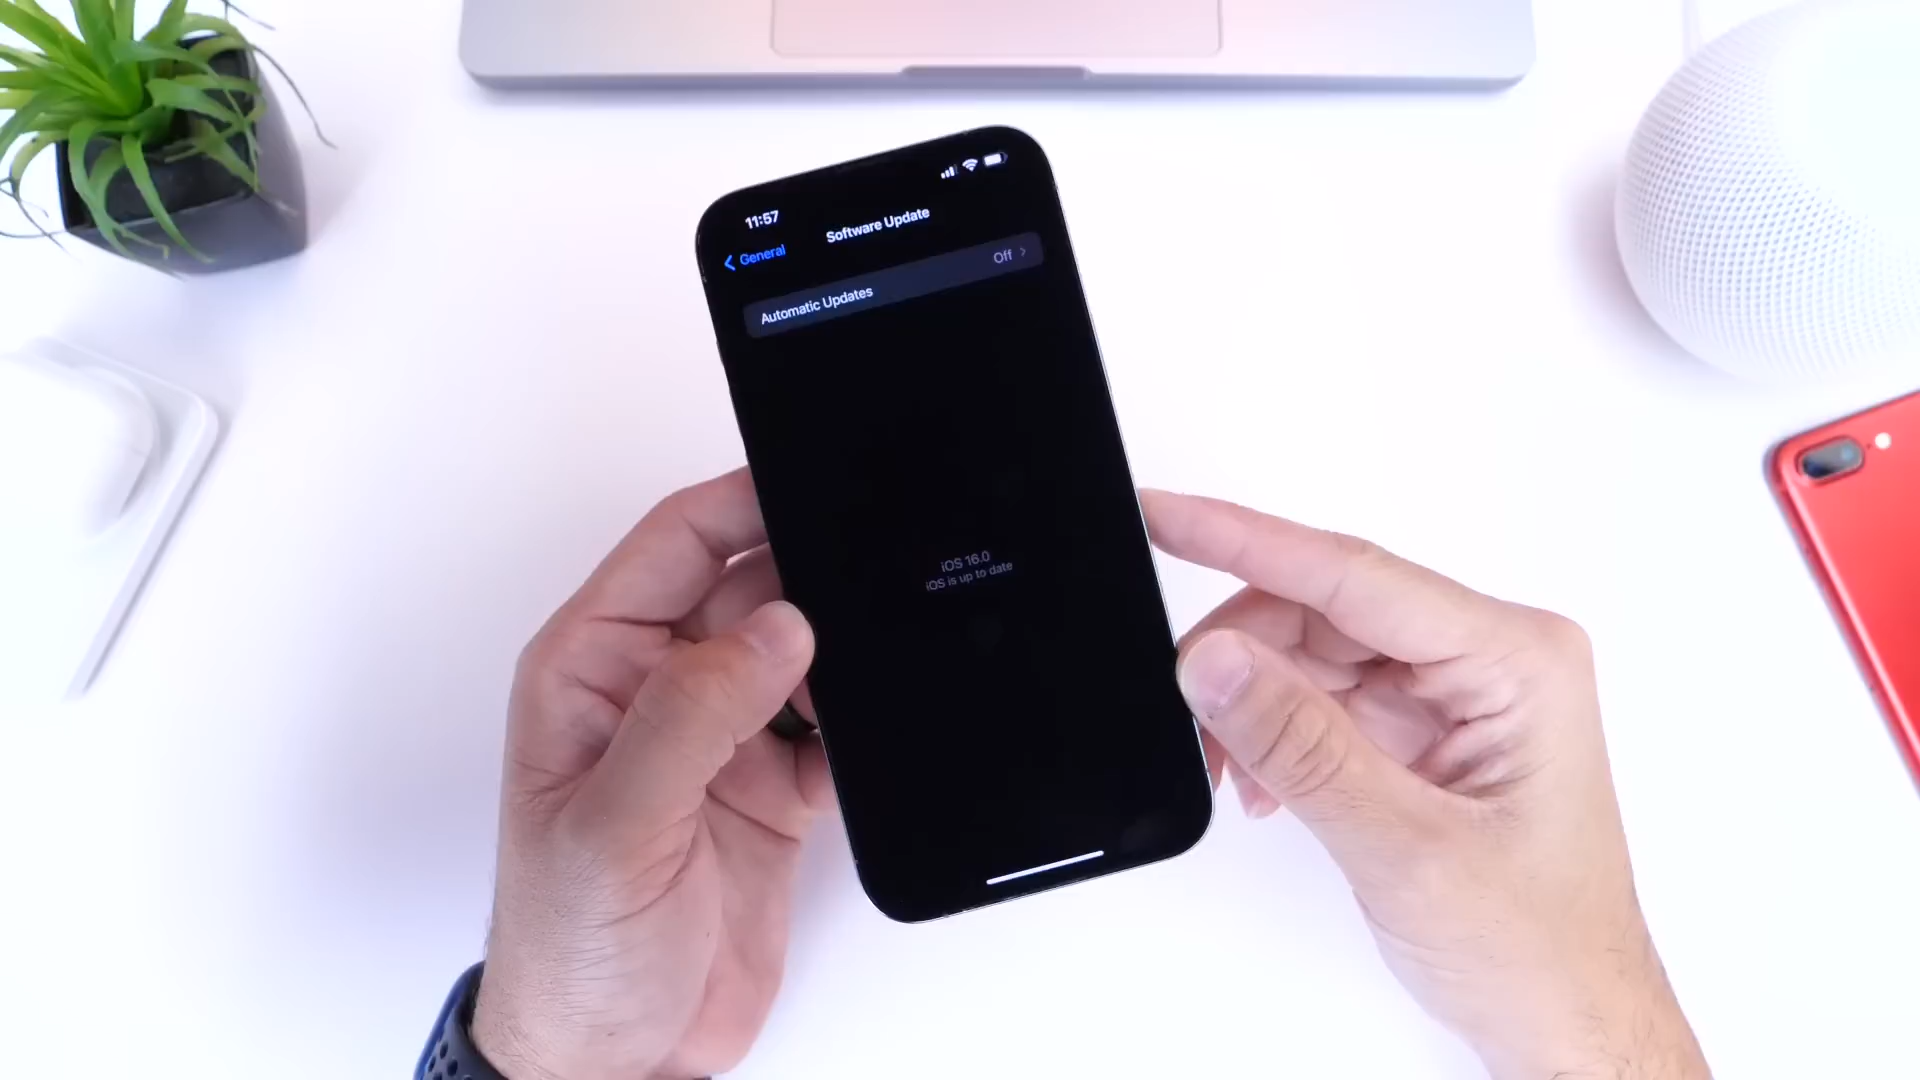 11:57
General
Software Update
Automatic Updates
Off
iOS 16.0
iOS is up to date